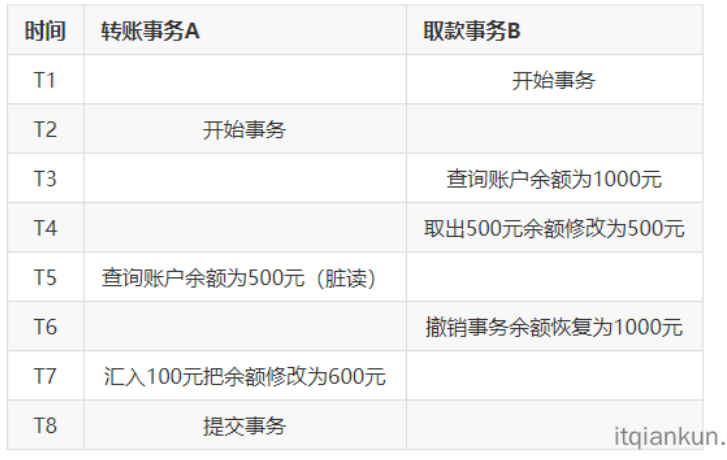 时间 转账事务A 取款事务B
T1 开始事务
T2 开始事务
T3 查询账户余额为1000元
T4 取出500元余额修改为500元
T5 查询账户余额为500元（脏读）
T6 撤销事务余额恢复为1000元
T7 汇入100元把余额修改为600元
T8 提交事务
itqiankun.